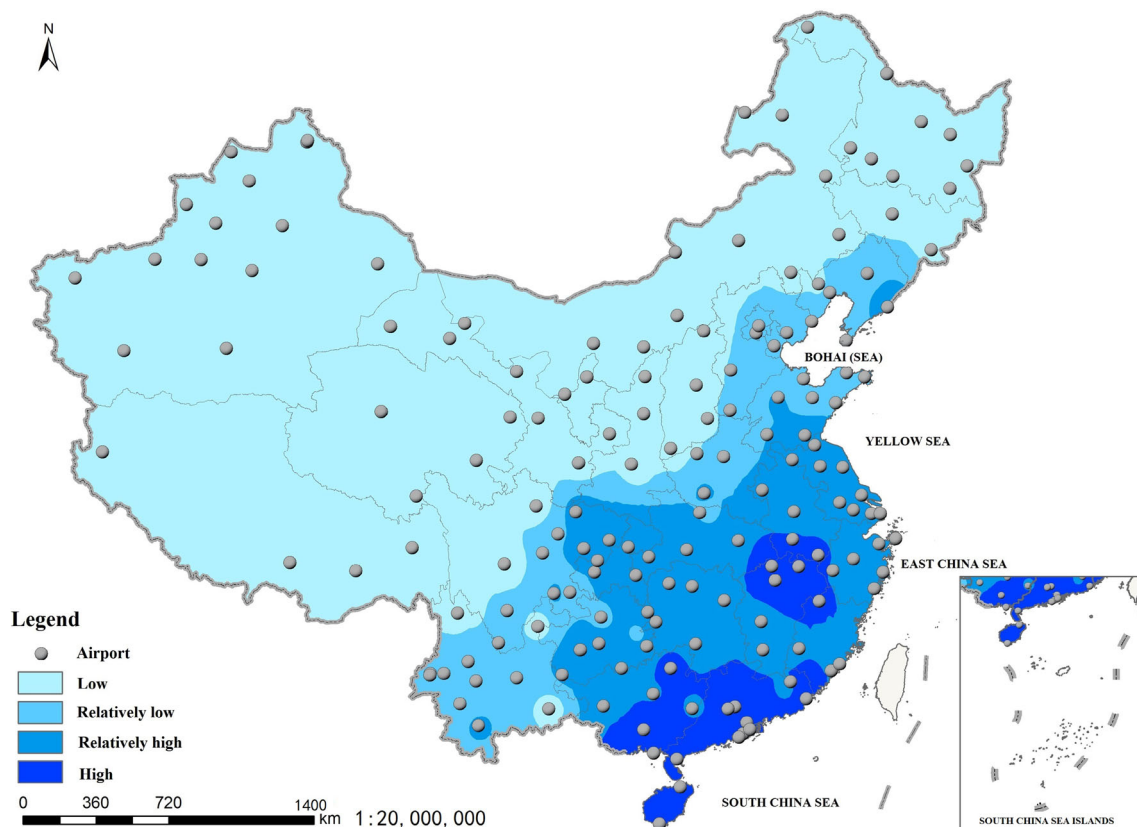 N
BOHAI (SEA)
YELLOW SEA
EAST CHINA SEA
SOUTH CHINA SEA
Legend
Airport
Low
Relatively low
Relatively high
High
0 360 720 1400
km 1:20,000,000
SOUTH CHINA SEA ISLANDS